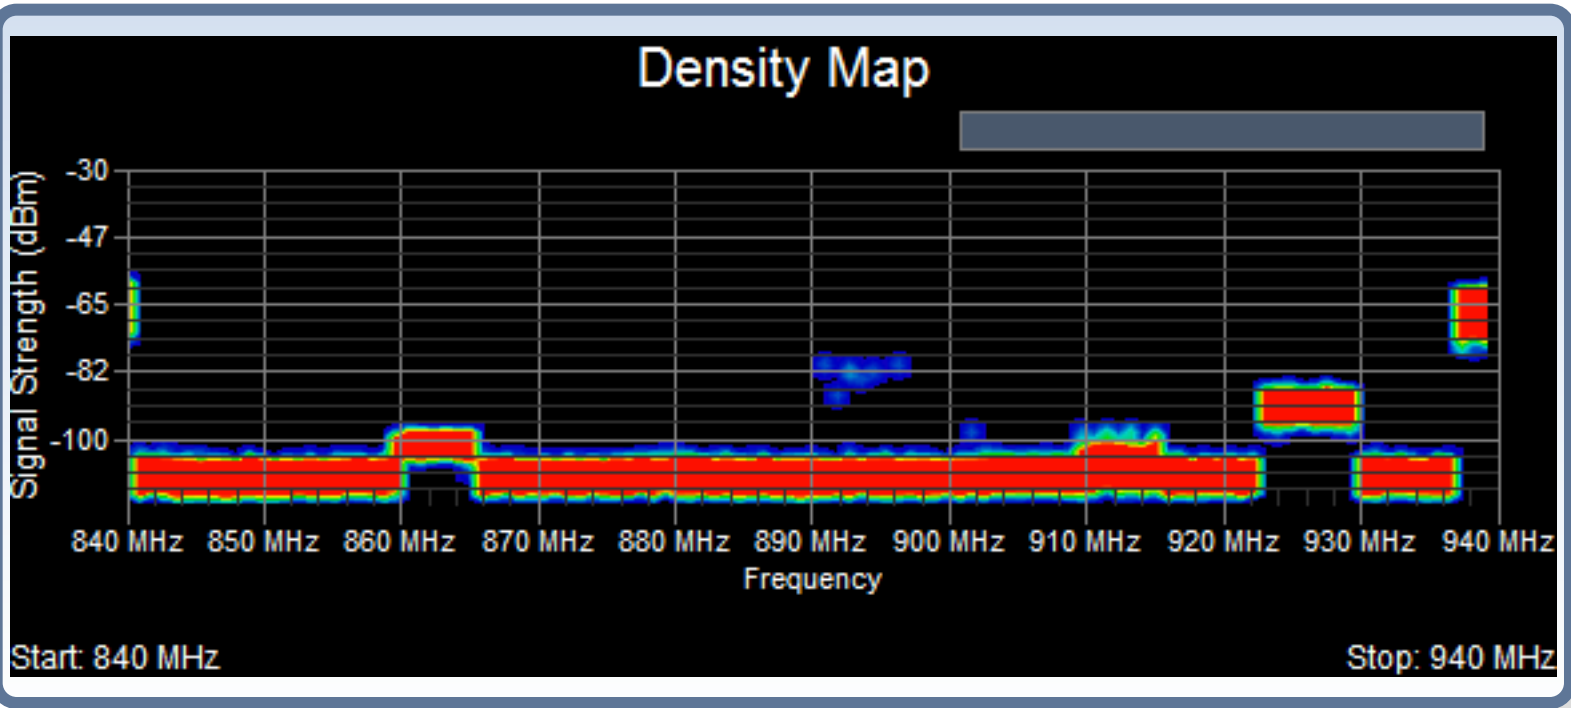 Density Map
Signal Strength (dBm)
-30
-47
-65
-82
-100
840 MHz 850 MHz 860 MHz 870 MHz 880 MHz 890 MHz 900 MHz 910 MHz 920 MHz 930 MHz 940 MHz
Frequency
Start: 840 MHz
Stop: 940 MHz